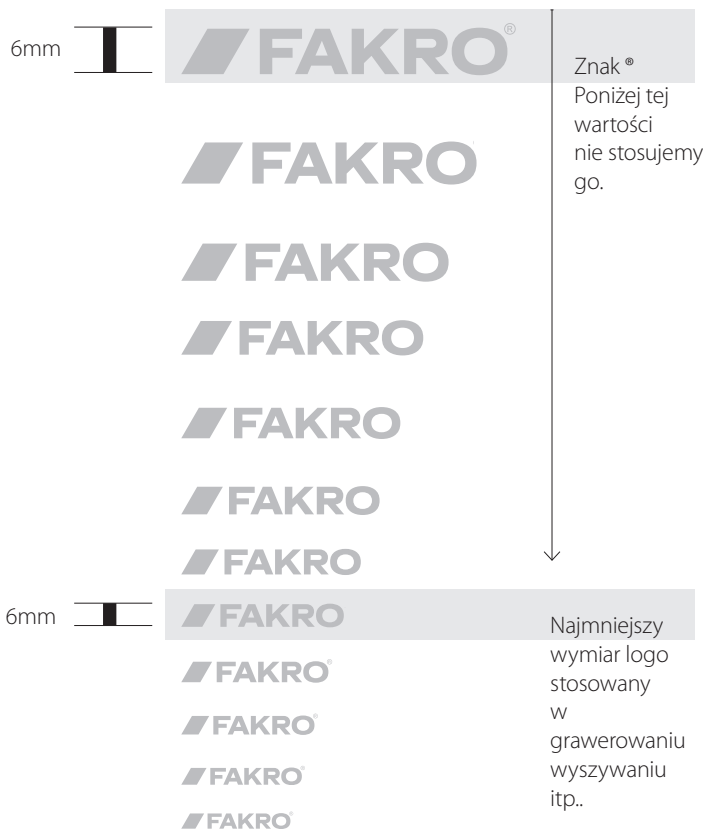 6mm
FAKRO®
Znak ®
Poniżej tej
wartości
nie stosujemy
go.
FAKRO
FAKRO
FAKRO
FAKRO
FAKRO
FAKRO
6mm
FAKRO
Najmniejszy
wymiar logo
stosowany
w
grawerowaniu
wyszywaniu
itp..
FAKRO®
FAKRO®
FAKRO®
FAKRO®